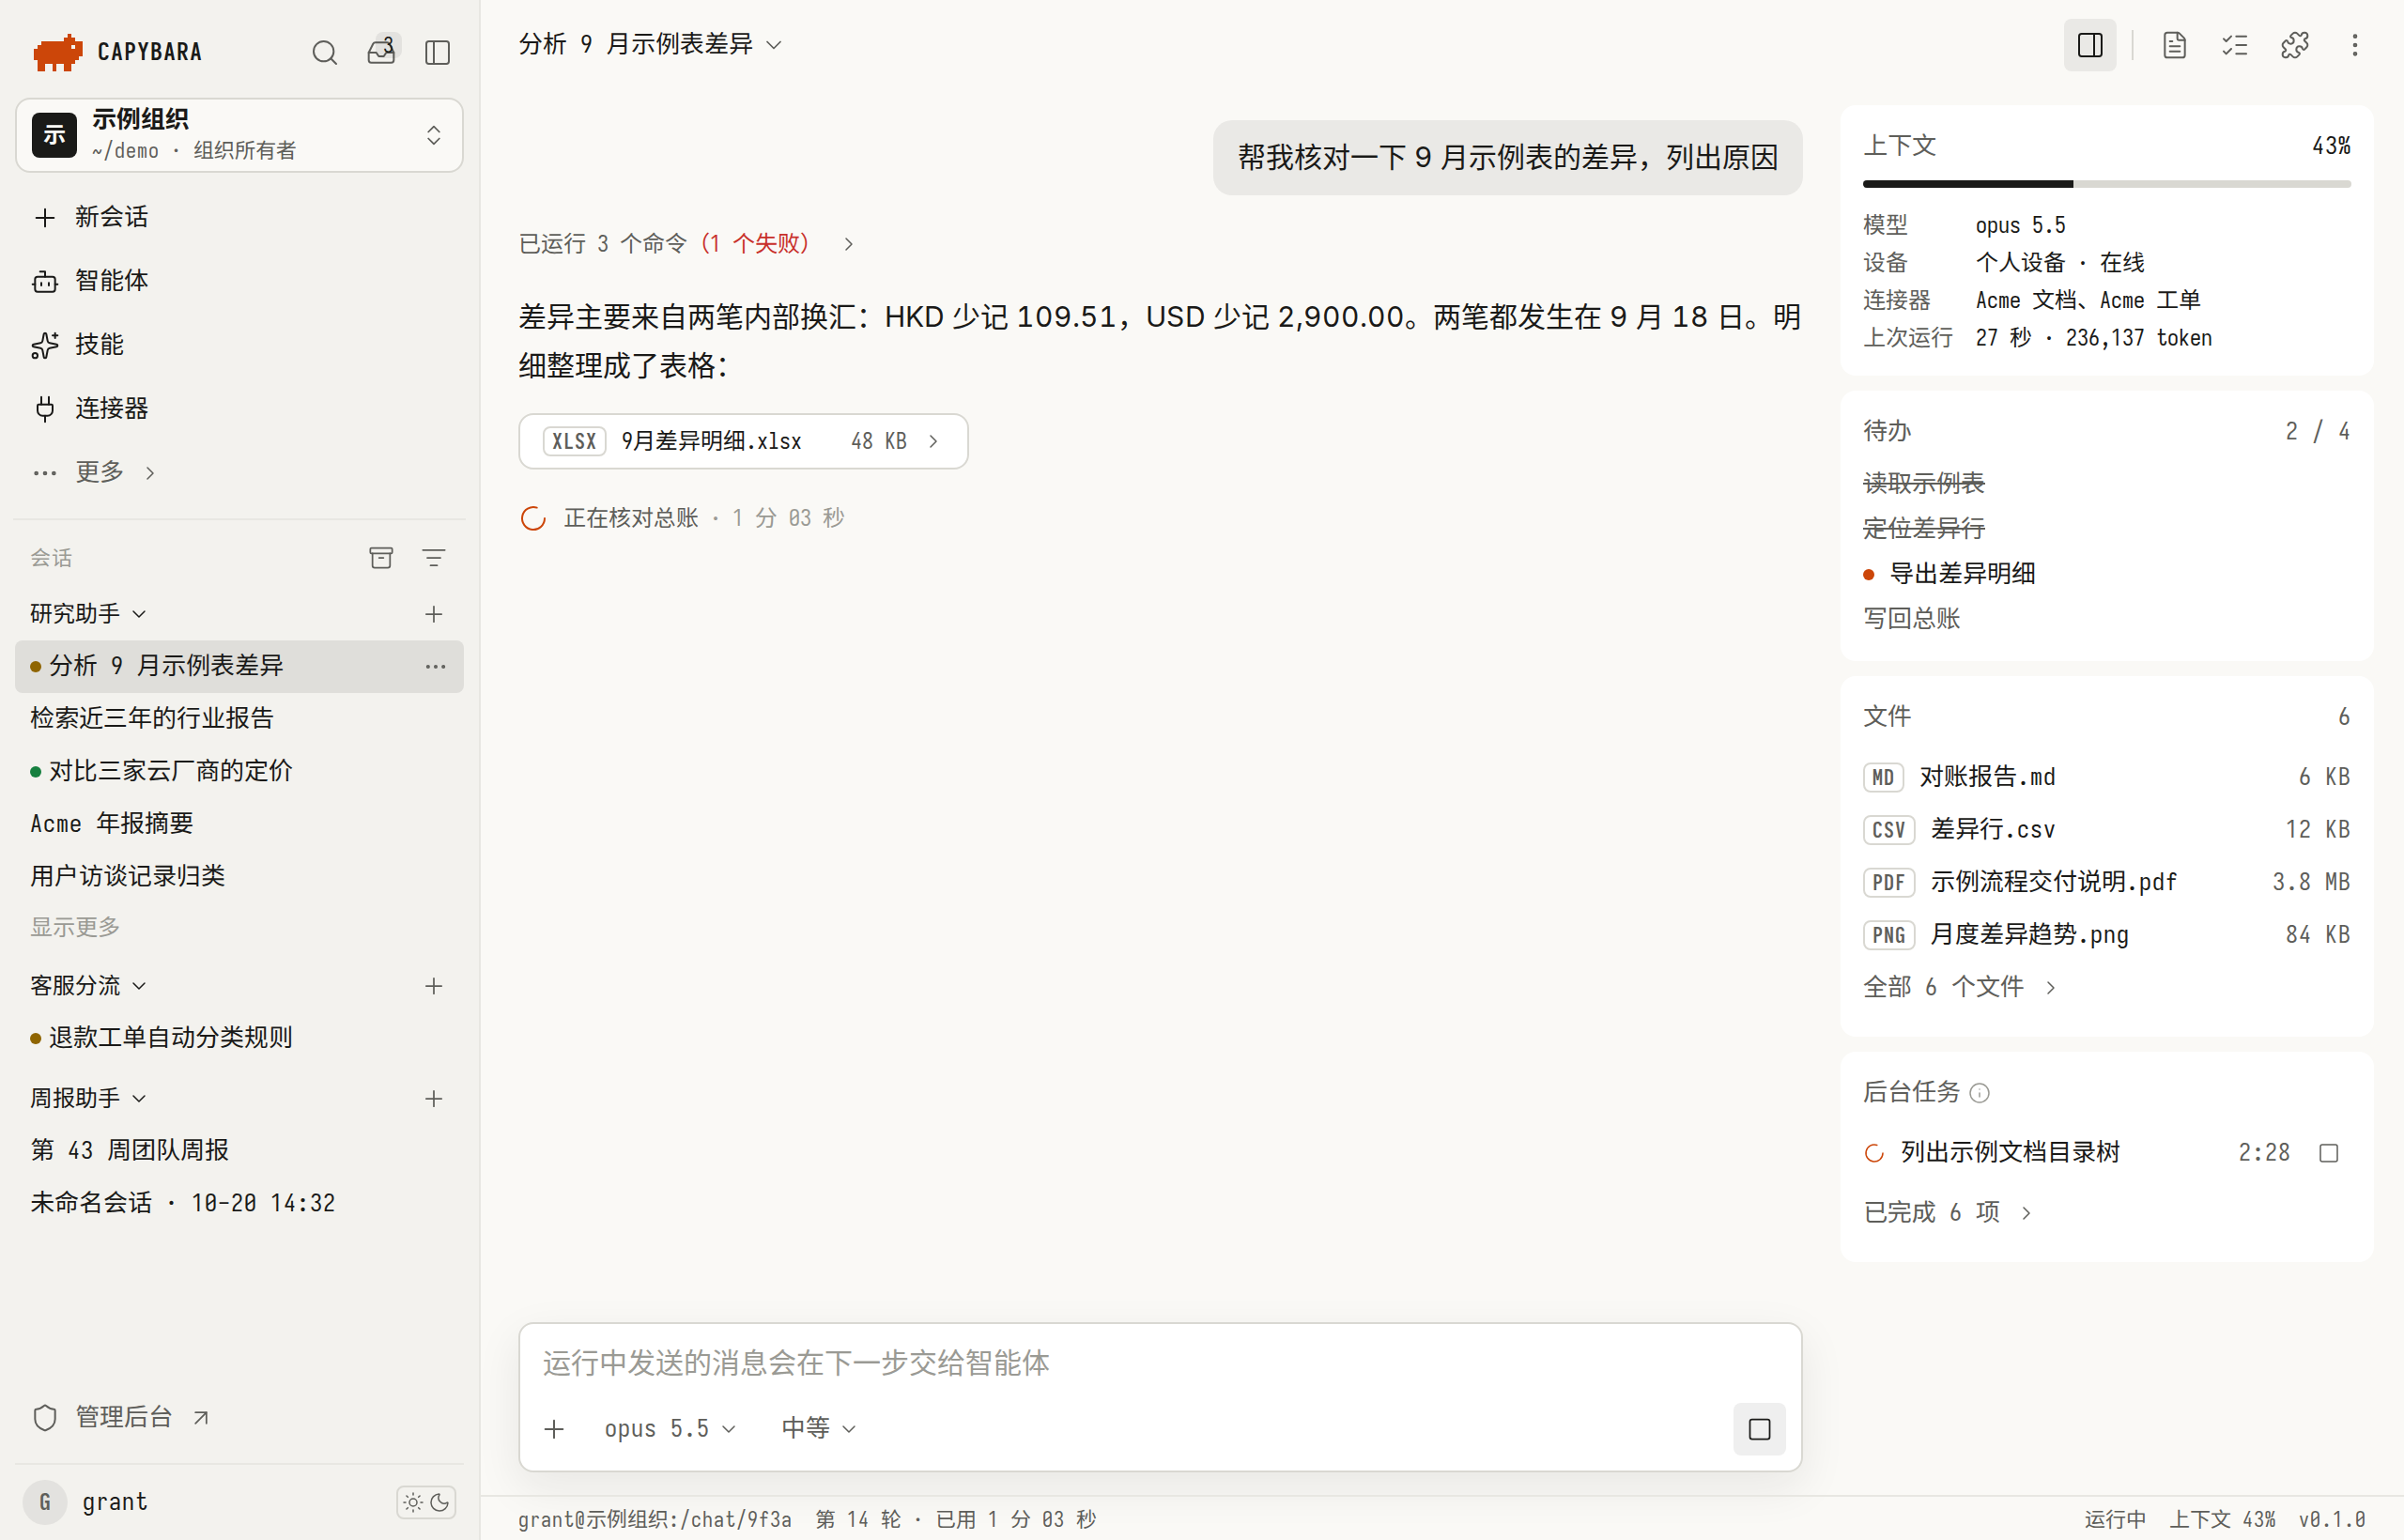 CAPYBARA
3
示
示例组织
~/demo · 组织所有者
新会话
智能体
技能
连接器
更多
会话
研究助手
分析 9 月示例表差异
检索近三年的行业报告
对比三家云厂商的定价
Acme 年报摘要
用户访谈记录归类
显示更多
客服分流
退款工单自动分类规则
周报助手
第 43 周团队周报
未命名会话 · 10-20 14:32
管理后台
G
grant
分析 9 月示例表差异
帮我核对一下 9 月示例表的差异，列出原因
已运行 3 个命令（1 个失败）
差异主要来自两笔内部换汇：HKD 少记 109.51，USD 少记 2,900.00。两笔都发生在 9 月 18 日。明
细整理成了表格：
XLSX 9月差异明细.xlsx 48 KB
正在核对总账 · 1 分 03 秒
运行中发送的消息会在下一步交给智能体
opus 5.5 中等
grant@示例组织:/chat/9f3a 第 14 轮 · 已用 1 分 03 秒
运行中 上下文 43% v0.1.0
上下文 43%
模型 opus 5.5
设备 个人设备 · 在线
连接器 Acme 文档、Acme 工单
上次运行 27 秒 · 236,137 token
待办 2 / 4
读取示例表
定位差异行
导出差异明细
写回总账
文件 6
MD 对账报告.md 6 KB
CSV 差异行.csv 12 KB
PDF 示例流程交付说明.pdf 3.8 MB
PNG 月度差异趋势.png 84 KB
全部 6 个文件
后台任务
列出示例文档目录树 2:28
已完成 6 项